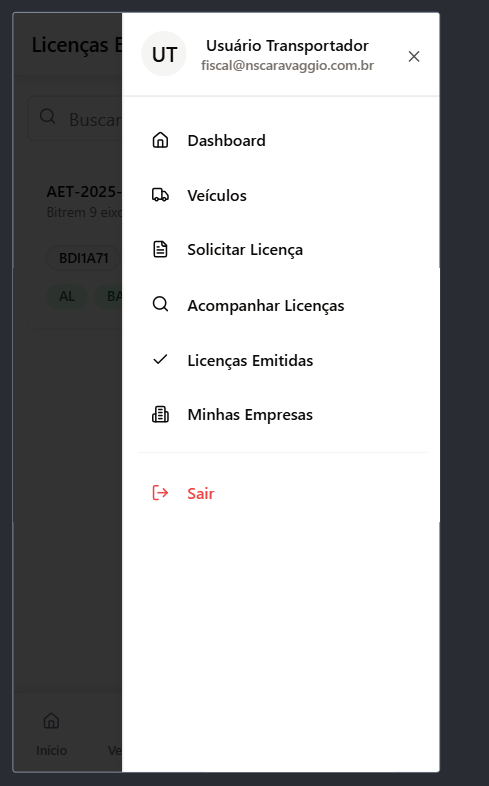 Licenças E
UT
Usuário Transportador
fiscal@nscaravaggio.com.br
Buscar
Dashboard
AET-2025-
Bitrem 9 eixo
Veículos
BDI1A71
Solicitar Licença
AL
BA
Acompanhar Licenças
Licenças Emitidas
Minhas Empresas
Sair
Início
Ve